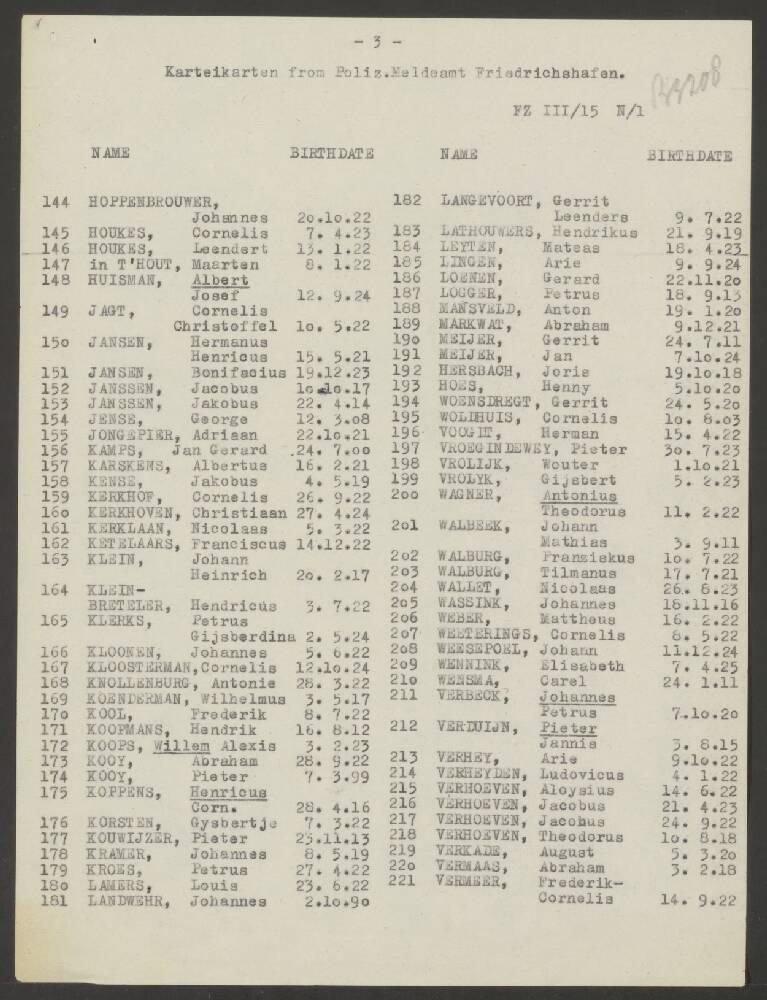 - 3 -
Karteikarten from Poliz.Meldeamt Friedrichshafen.
FZ III/15 N/1
NAME BIRTHDATE
144 HOPPENBROUWER,
Johannes 20.10.22
145 HOUKES, Cornelis 7. 4.23
146 HOUKES, Leendert 13. 1.22
147 in T'HOUT, Maarten 8. 1.22
148 HUISMAN, Albert
Josef 12. 9.24
149 JAGT, Cornelis
Christoffel 10. 5.22
150 JANSEN, Hermanus
Henricus 15. 5.21
151 JANSEN, Bonifacius 19.12.23
152 JANSSEN, Jacobus 10.10.17
153 JANSSEN, Jakobus 22. 4.14
154 JENSE, George 12. 3.08
155 JONGEPIER, Adriaan 22.10.21
156 KAMPS, Jan Gerard .24. 7.00
157 KARSKENS, Albertus 16. 2.21
158 KENSE, Jakobus 4. 5.19
159 KERKHOF, Cornelis 26. 9.22
160 KERKHOVEN, Christiaan 27. 4.24
161 KERKLAAN, Nicolaas 5. 3.22
162 KETELAARS, Franciscus 14.12.22
163 KLEIN, Johann
Heinrich 20. 2.17
164 KLEIN-
BRETELER, Hendricus 3. 7.22
165 KLERKS, Petrus
Gijsberdina 2. 5.24
166 KLOONEN, Johannes 5. 6.22
167 KLOOSTERMAN,Cornelis 12.10.24
168 KNOLLENBURG, Antonie 28. 3.22
169 KOENDERMAN, Wilhelmus 3. 5.17
170 KOOL, Frederik 8. 7.22
171 KOOPMANS, Hendrik 16. 8.12
172 KOOPS, Willem Alexis 3. 2.23
173 KOOY, Abraham 28. 9.22
174 KOOY, Pieter 7. 3.99
175 KOPPENS, Henricus
Corn. 28. 4.16
176 KORSTEN, Gysbertje 7. 3.22
177 KOUWIJZER, Pieter 23.11.13
178 KRAMER, Johannes 8. 5.19
179 KROES, Petrus 27. 4.22
180 LAMERS, Louis 23. 6.22
181 LANDWEHR, Johannes 2.10.90
NAME BIRTHDATE
182 LANGEVOORT, Gerrit
Leenders 9. 7.22
183 LATHOUWERS, Hendrikus 21. 9.19
184 LEYTEN, Mateas 18. 4.23
185 LINGEN, Arie 9. 9.24
186 LOENEN, Gerard 22.11.20
187 LOGGER, Petrus 18. 9.13
188 MANSVELD, Anton 19. 1.20
189 MARKWAT, Abraham 9.12.21
190 MEIJER, Gerrit 24. 7.11
191 MEIJER, Jan 7.10.24
192 HERSBACH, Joris 19.10.18
193 HOES, Henny 5.10.20
194 WOENSDREGT, Gerrit 24. 5.20
195 WOLDHUIS, Cornelis 10. 8.03
196 VOOGIT, Herman 15. 4.22
197 VROEGINDEWEY, Pieter 30. 7.23
198 VROLIJK, Wouter 1.10.21
199 VROLYK, Gijsbert 5. 2.23
200 WAGNER, Antonius
Theodorus 11. 2.22
201 WALBEEK, Johann
Mathias 3. 9.11
202 WALBURG, Franziskus 10. 7.22
203 WALBURG, Tilmanus 17. 7.21
204 WALLET, Nicolaas 26. 8.23
205 WASSINK, Johannes 18.11.16
206 WEBER, Mattheus 16. 2.22
207 WEETERINGS, Cornelis 8. 5.22
208 WEESEPOEL, Johann 11.12.24
209 WENNINK, Elisabeth 7. 4.25
210 WENSMA, Carel 24. 1.11
211 VERBECK, Johannes
Petrus 7.10.20
212 VERDUIJN, Pieter
Jannis 3. 8.15
213 VERHEY, Arie 9.10.22
214 VERHEYDEN, Ludovicus 4. 1.22
215 VERHOEVEN, Aloysius 14. 6.22
216 VERHOEVEN, Jacobus 21. 4.23
217 VERHOEVEN, Jacobus 24. 9.22
218 VERHOEVEN, Theodorus 10. 8.18
219 VERKADE, August 5. 3.20
220 VERMAAS, Abraham 3. 2.18
221 VERMEER, Frederik-
Cornelis 14. 9.22